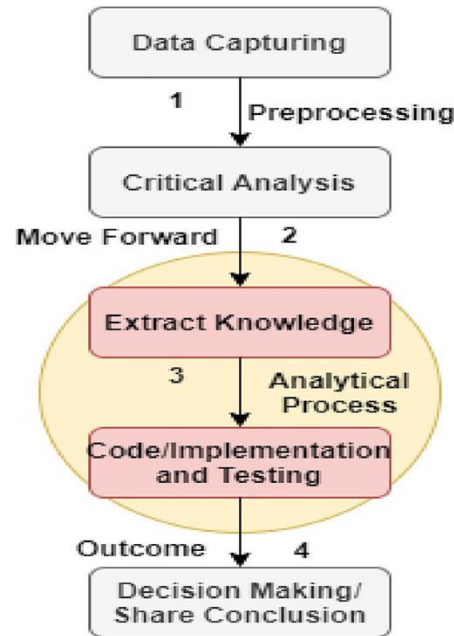 Data Capturing
1
Preprocessing
Critical Analysis
Move Forward
2
Extract Knowledge
3
Analytical
Process
Code/Implementation
and Testing
Outcome
4
Decision Making/
Share Conclusion